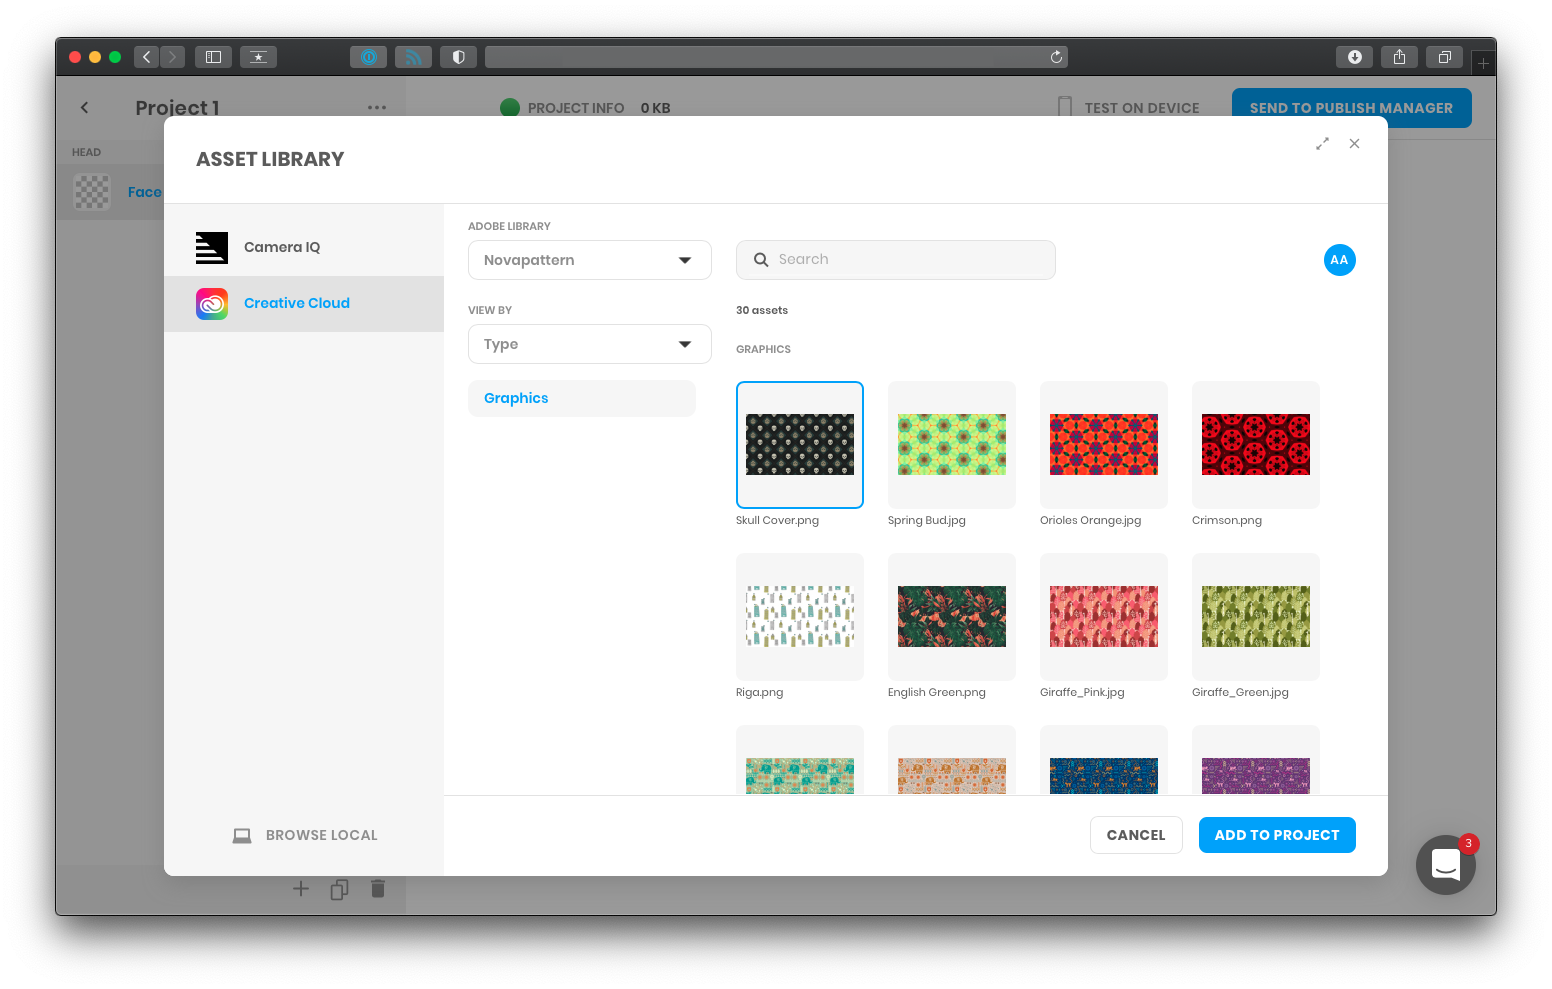 Project 1
PROJECT INFO 0 KB
TEST ON DEVICE
SEND TO PUBLISH MANAGER
HEAD
Face
ASSET LIBRARY
Camera IQ
Creative Cloud
BROWSE LOCAL
ADOBE LIBRARY
Novapattern
VIEW BY
Type
Graphics
Search
AA
30 assets
GRAPHICS
Skull Cover.png
Spring Bud.jpg
Orioles Orange.jpg
Crimson.png
Riga.png
English Green.png
Giraffe_Pink.jpg
Giraffe_Green.jpg
CANCEL
ADD TO PROJECT
3